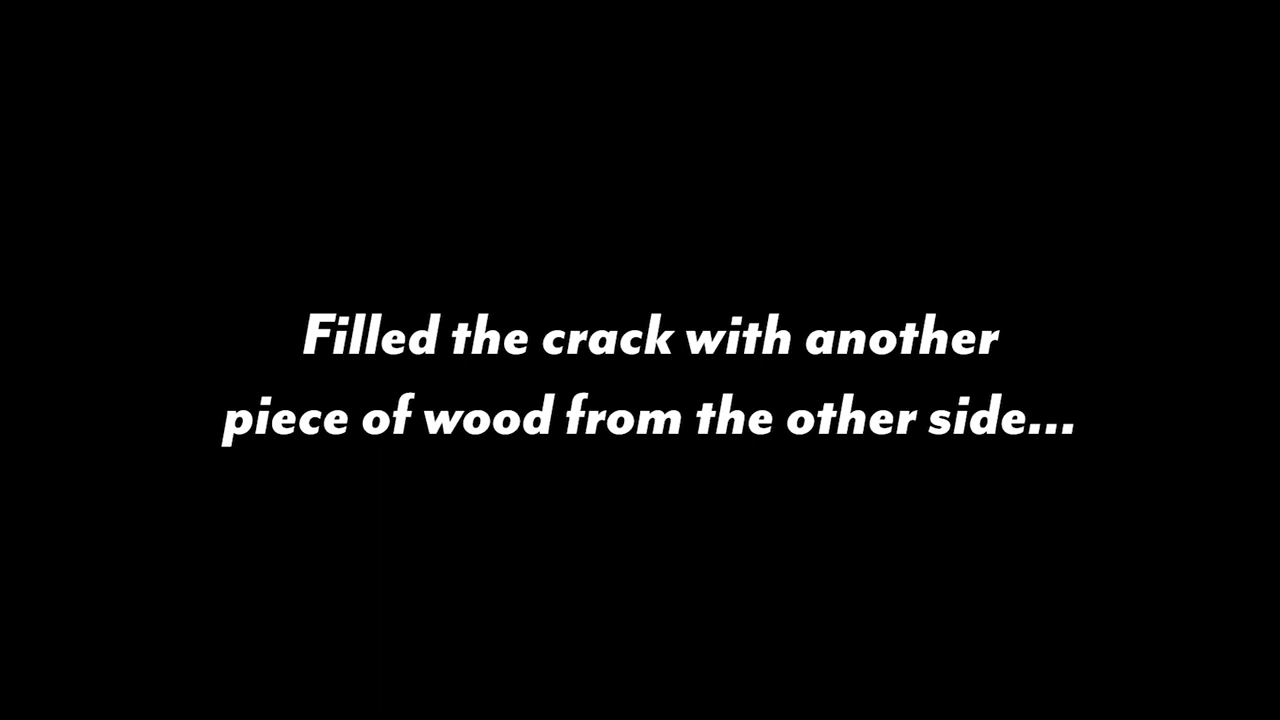 Filled the crack with another
piece of wood from the other side...